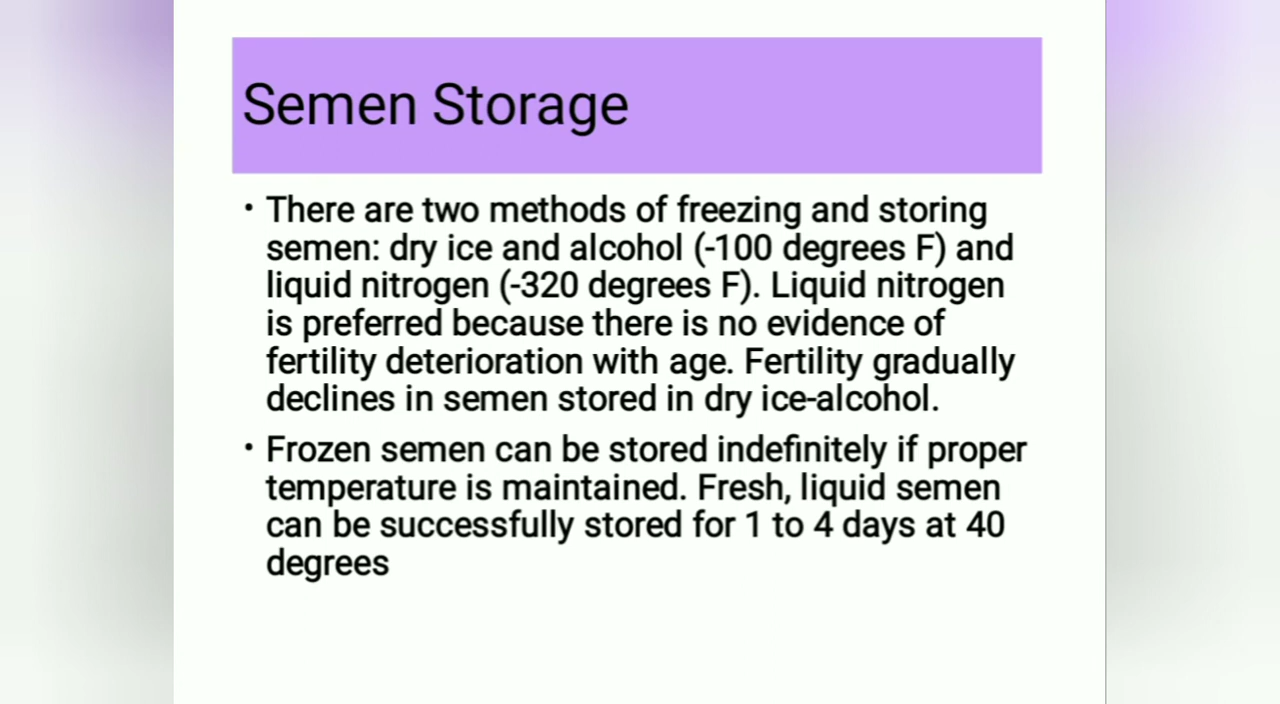 Semen Storage
• There are two methods of freezing and storing
semen: dry ice and alcohol (-100 degrees F) and
liquid nitrogen (-320 degrees F). Liquid nitrogen
is preferred because there is no evidence of
fertility deterioration with age. Fertility gradually
declines in semen stored in dry ice-alcohol.
• Frozen semen can be stored indefinitely if proper
temperature is maintained. Fresh, liquid semen
can be successfully stored for 1 to 4 days at 40
degrees